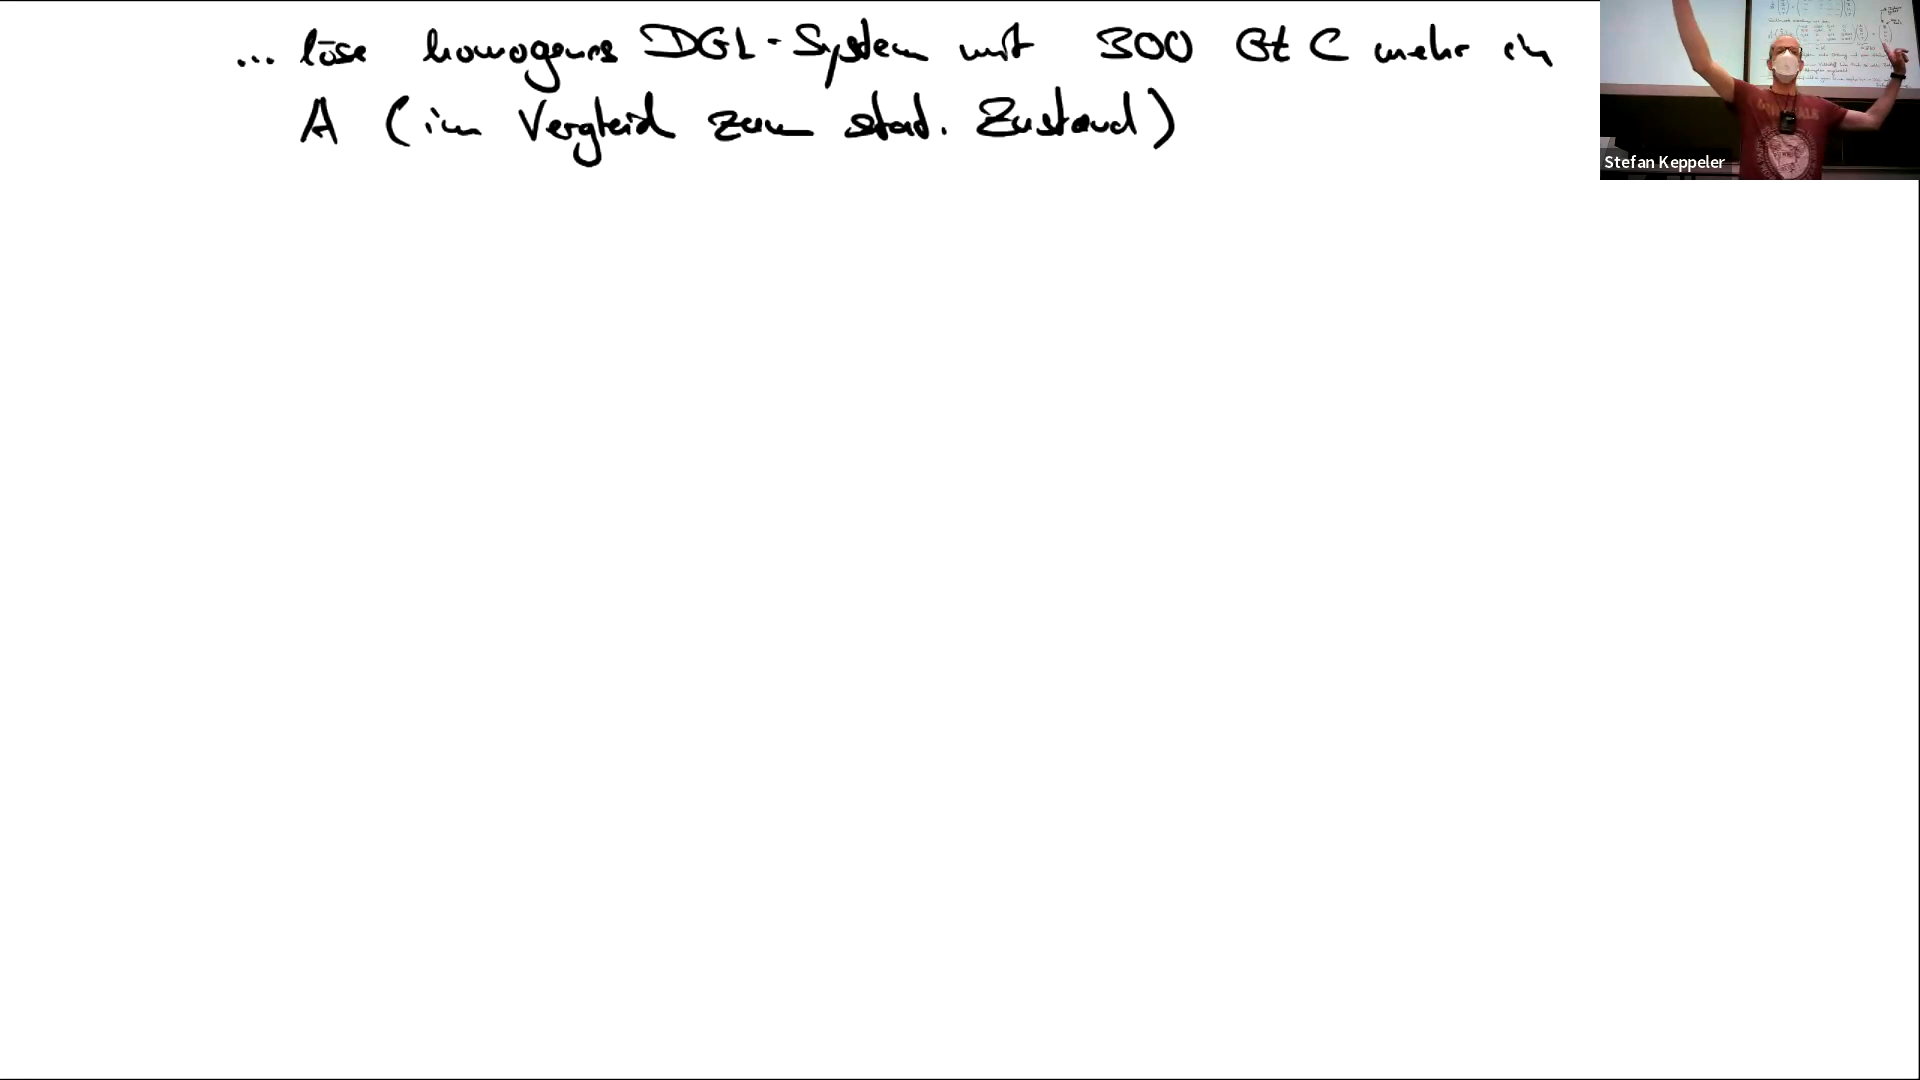 ... löse homogenes DGL-System mit 300 Gt C mehr in
A (im Vergleich zum stat. Zustand)
Stefan Keppeler